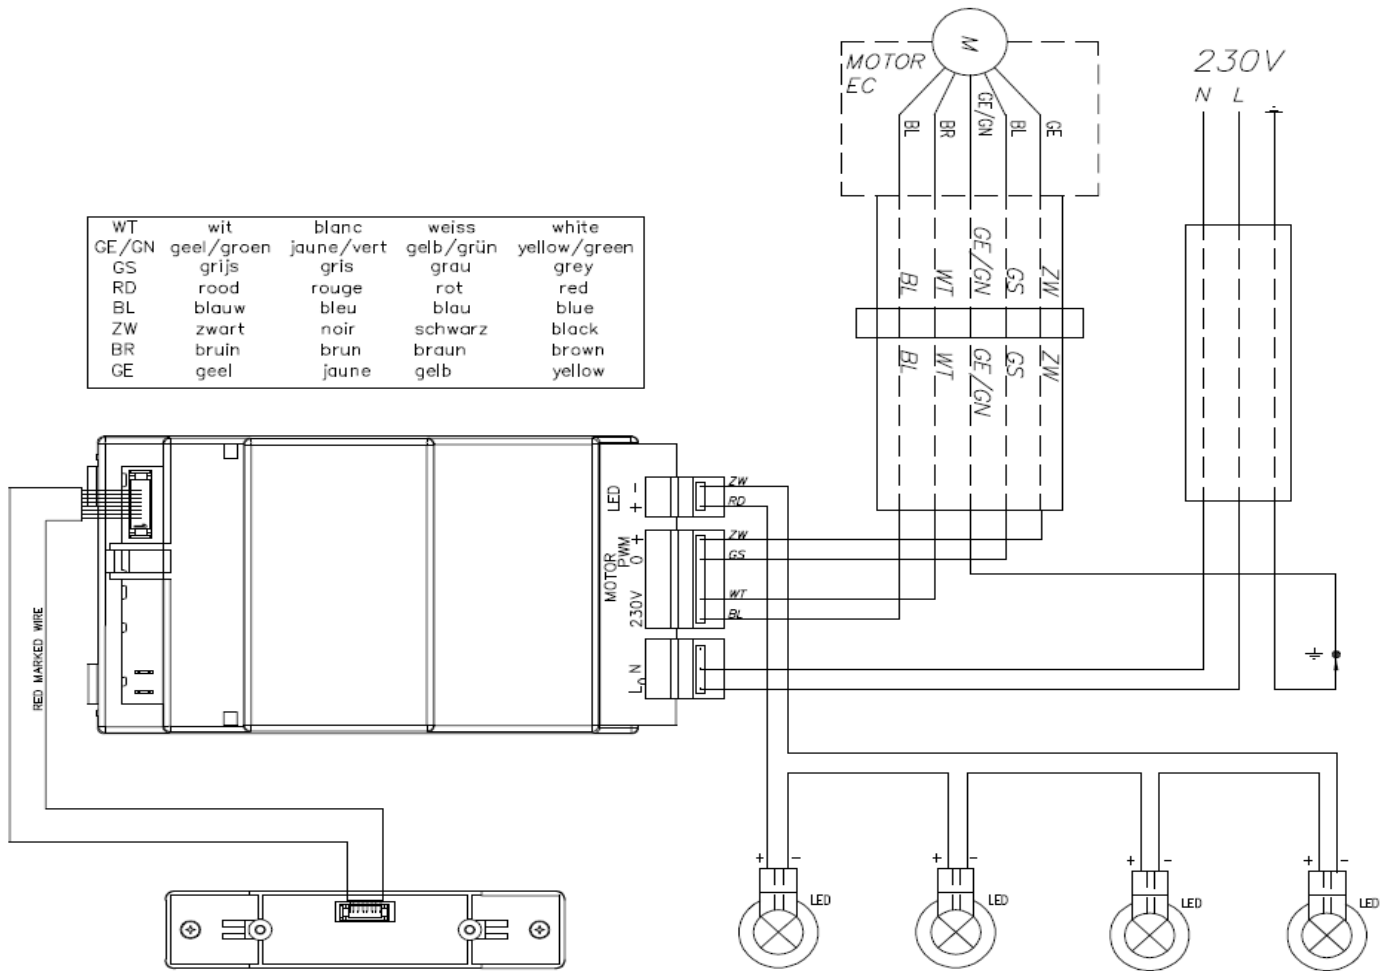 MOTOR
EC
M
230V
N L
BL BR GE/GN BL GE
WT wit blanc weiss white
GE/GN geel/groen jaune/vert gelb/grün yellow/green
GS grijs gris grau grey
RD rood rouge rot red
BL blauw bleu blau blue
ZW zwart noir schwarz black
BR bruin brun braun brown
GE geel jaune gelb yellow
BL WT GE/GN GS ZW
BL WT GE/GN GS ZW
LED - ZW
+ RD
MOTOR
PWM + ZW
0 GS
230V WT
BL
N
L
RED MARKED WIRE
+ - LED
+ - LED
+ - LED
+ - LED